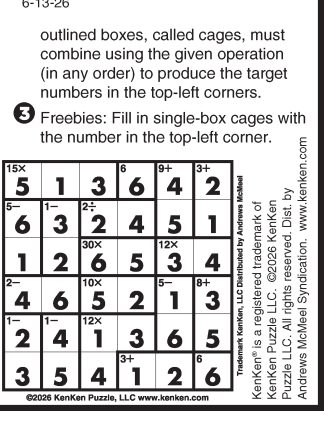 6-13-26
outlined boxes, called cages, must
combine using the given operation
(in any order) to produce the target
numbers in the top-left corners.
3 Freebies: Fill in single-box cages with
the number in the top-left corner.
15× 5 1 3 6 6 9+ 4 3+ 2
5− 6 1− 3 2÷ 2 4 5 1
1 2 30× 6 5 12× 3 4
2− 4 6 10× 5 2 5− 1 8+ 3
1− 2 1− 4 12× 1 3 6 5
3 5 4 3+ 1 2 6 6
©2026 KenKen Puzzle, LLC www.kenken.com
Trademark KenKen, LLC Distributed by Andrews McMeel
KenKen® is a registered trademark of
KenKen Puzzle LLC. ©2026 KenKen
Puzzle LLC. All rights reserved. Dist. by
Andrews McMeel Syndication. www.kenken.com